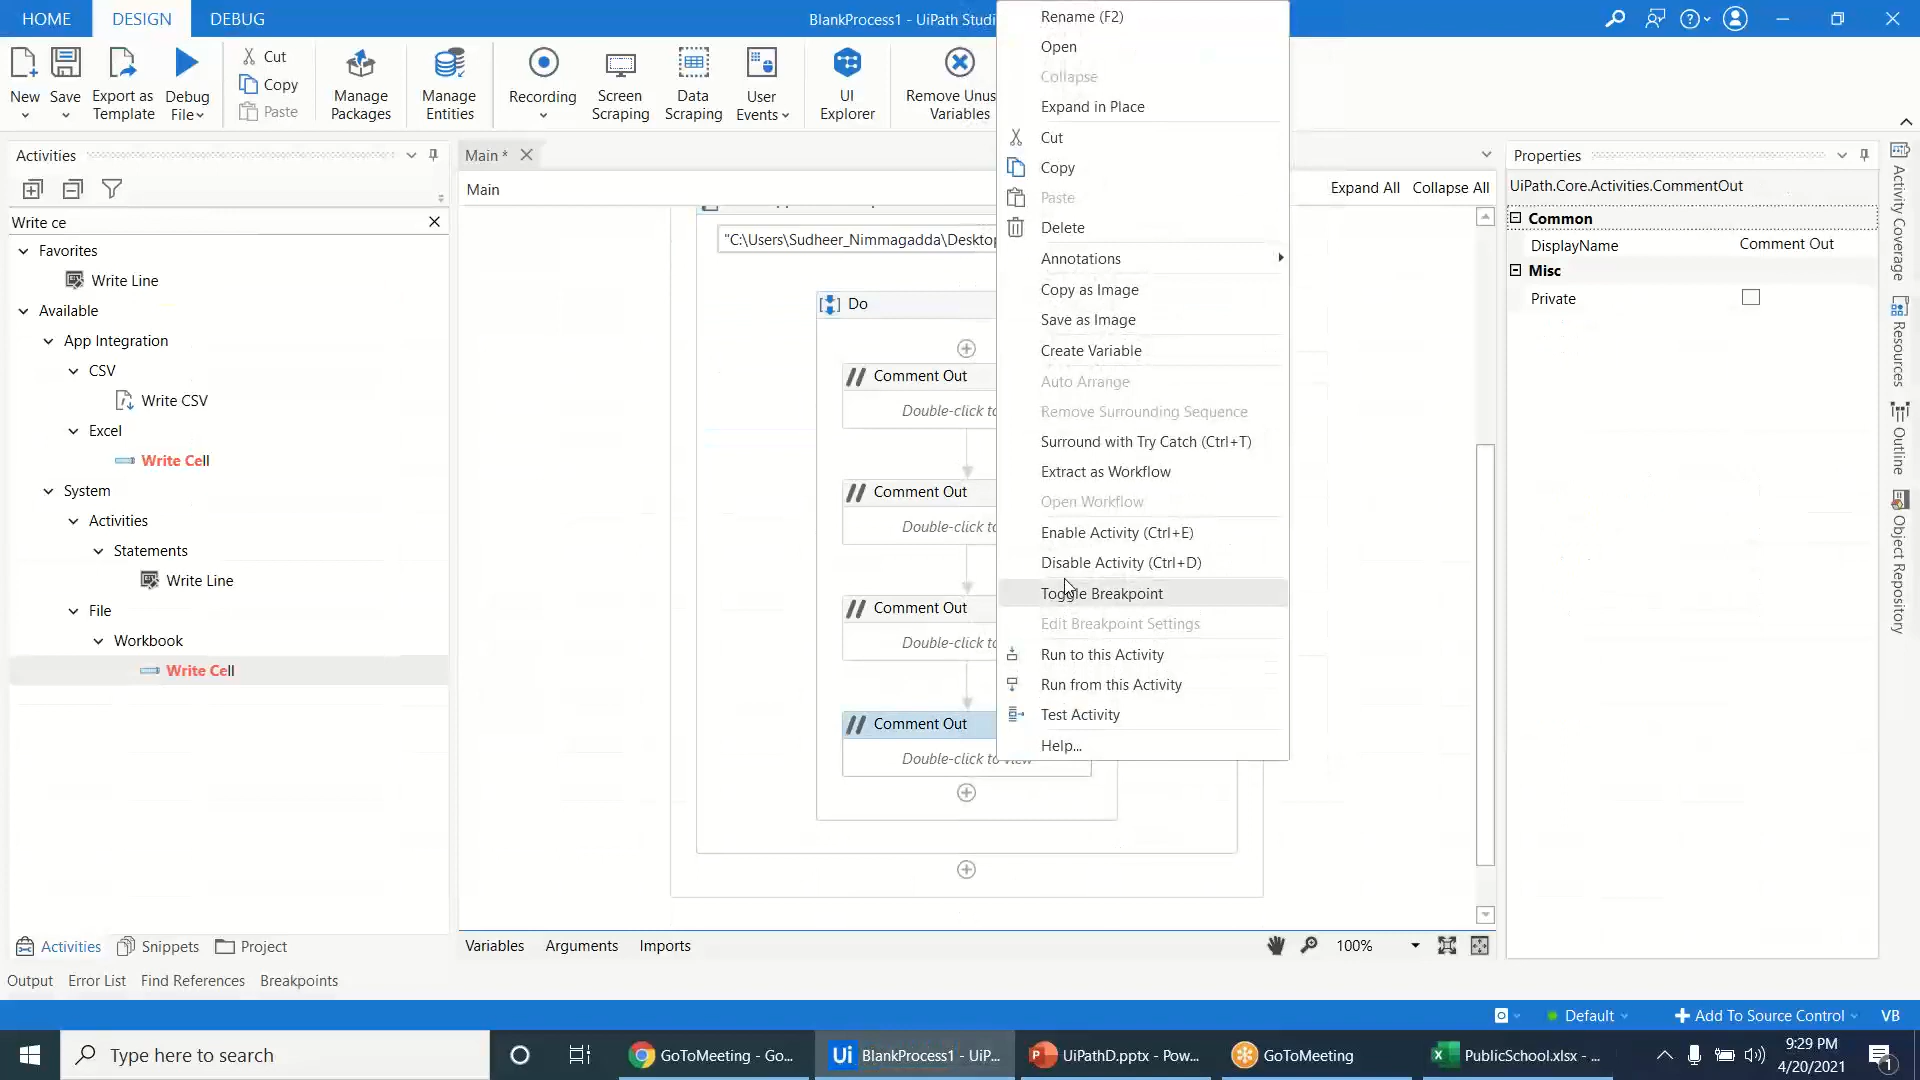 HOME
DESIGN
DEBUG
BlankProcess1 - UiPath Studi
New
Save
Export as
Template
Debug
File
Cut
Copy
Paste
Manage
Packages
Manage
Entities
Recording
Screen
Scraping
Data
Scraping
User
Events
UI
Explorer
Remove Unus
Variables
Activities
Write ce
Favorites
Write Line
Available
App Integration
CSV
Write CSV
Excel
Write Cell
System
Activities
Statements
Write Line
File
Workbook
Write Cell
Activities
Snippets
Project
Main *
Main
Expand All
Collapse All
"C:\Users\Sudheer_Nimmagadda\Desktop
Do
Comment Out
Double-click to
Comment Out
Double-click to
Comment Out
Double-click to
Comment Out
Double-click to view
Rename (F2)
Open
Collapse
Expand in Place
Cut
Copy
Paste
Delete
Annotations
Copy as Image
Save as Image
Create Variable
Auto Arrange
Remove Surrounding Sequence
Surround with Try Catch (Ctrl+T)
Extract as Workflow
Open Workflow
Enable Activity (Ctrl+E)
Disable Activity (Ctrl+D)
Toggle Breakpoint
Edit Breakpoint Settings
Run to this Activity
Run from this Activity
Test Activity
Help...
Variables
Arguments
Imports
100%
Properties
UiPath.Core.Activities.CommentOut
Common
DisplayName
Comment Out
Misc
Private
Activity Coverage
Resources
Outline
Object Repository
Output
Error List
Find References
Breakpoints
Default
Add To Source Control
VB
Type here to search
GoToMeeting - Go...
Ui
BlankProcess1 - UiP...
UiPathD.pptx - Pow...
GoToMeeting
PublicSchool.xlsx - ...
9:29 PM
4/20/2021
1